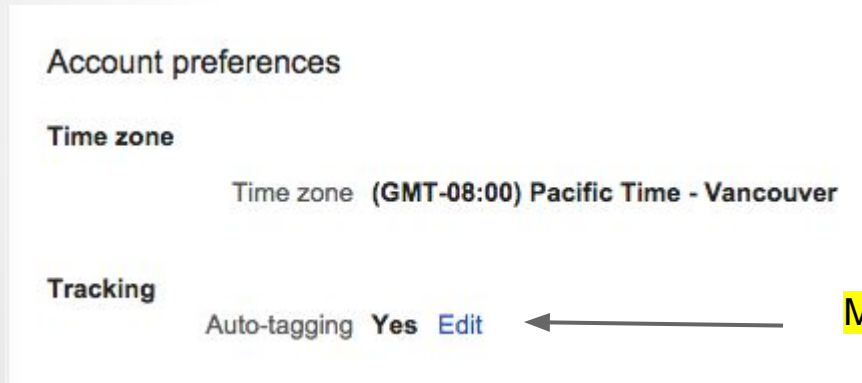 Account preferences
Time zone
Time zone (GMT-08:00) Pacific Time - Vancouver
Tracking
Auto-tagging Yes Edit